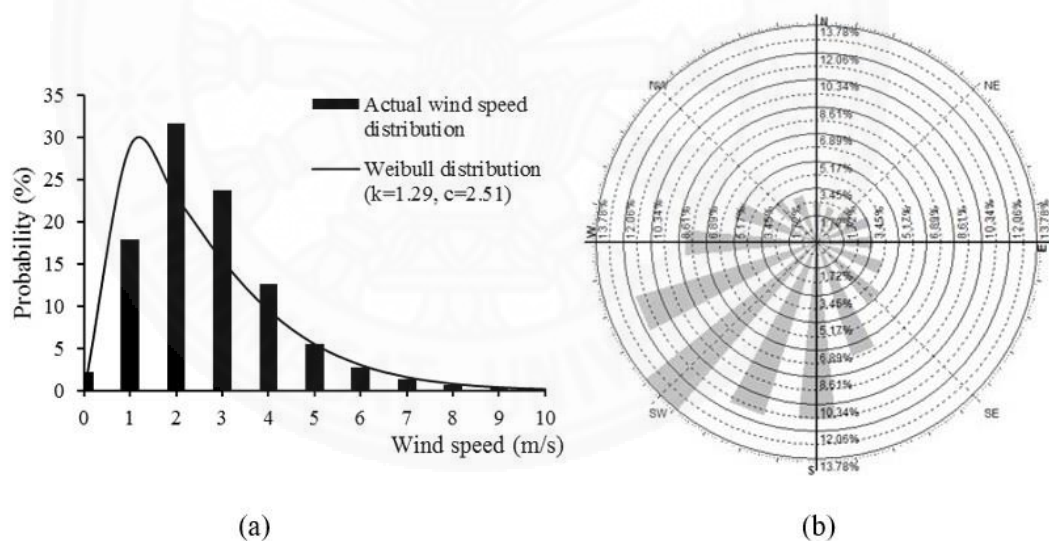 35
30
25
20
15
10
5
0
Probability (%)
Actual wind speed
distribution
Weibull distribution
(k=1.29, c=2.51)
0 1 2 3 4 5 6 7 8 9 10
Wind speed (m/s)
(a)
N
NW
NE
13.78%
12.06%
10.34%
8.61%
6.89%
5.17%
3.45%
W
13.78% 12.06% 10.34% 8.61% 6.89% 5.17% 3.45%
3.45% 5.17% 6.89% 8.61% 10.34% 12.06% 13.78%
E
1.72%
3.45%
5.17%
6.89%
8.61%
10.34%
12.06%
13.78%
SW
SE
S
(b)